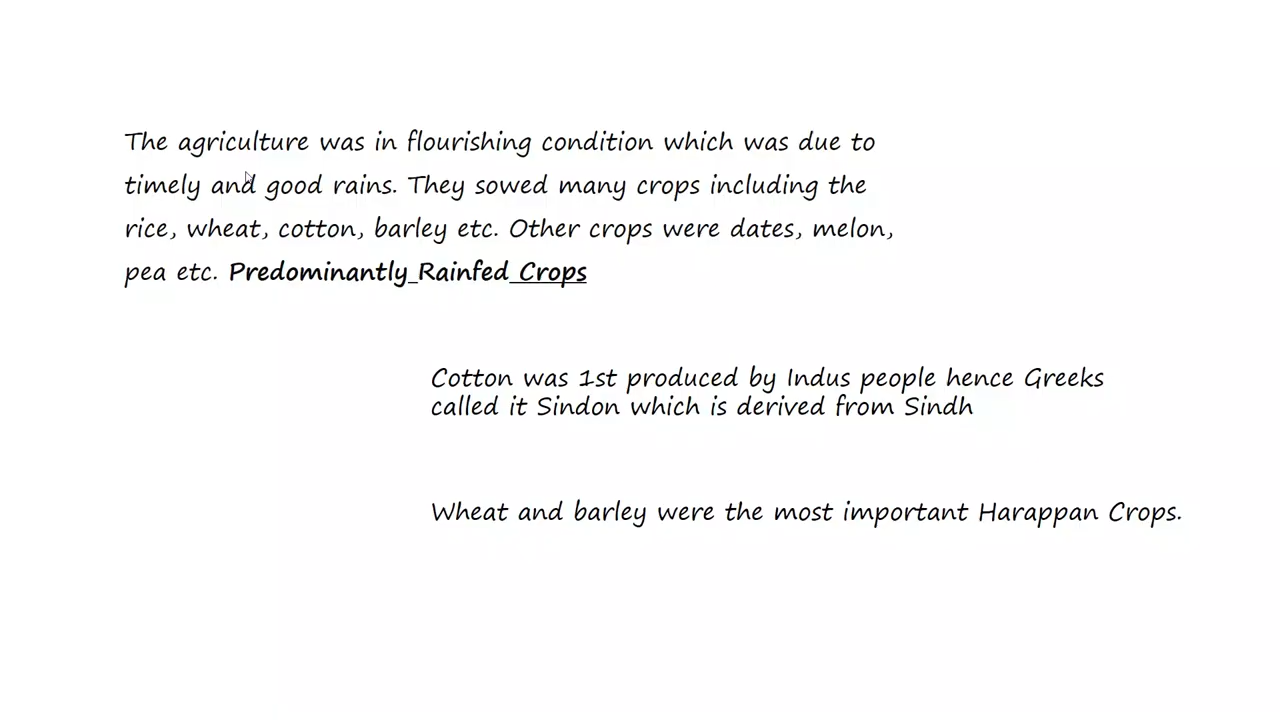 The agriculture was in flourishing condition which was due to
timely and good rains. They sowed many crops including the
rice, wheat, cotton, barley etc. Other crops were dates, melon,
pea etc. Predominantly Rainfed Crops
Cotton was 1st produced by Indus people hence Greeks
called it Sindon which is derived from Sindh
Wheat and barley were the most important Harappan Crops.